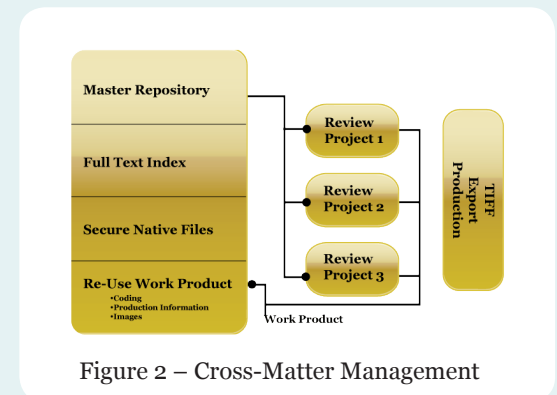 Master Repository
Full Text Index
Secure Native Files
Re-Use Work Product
•Coding
•Production Information
•Images
Review
Project 1
Review
Project 2
Review
Project 3
Work Product
TIFF
Export
Production
Figure 2 – Cross-Matter Management